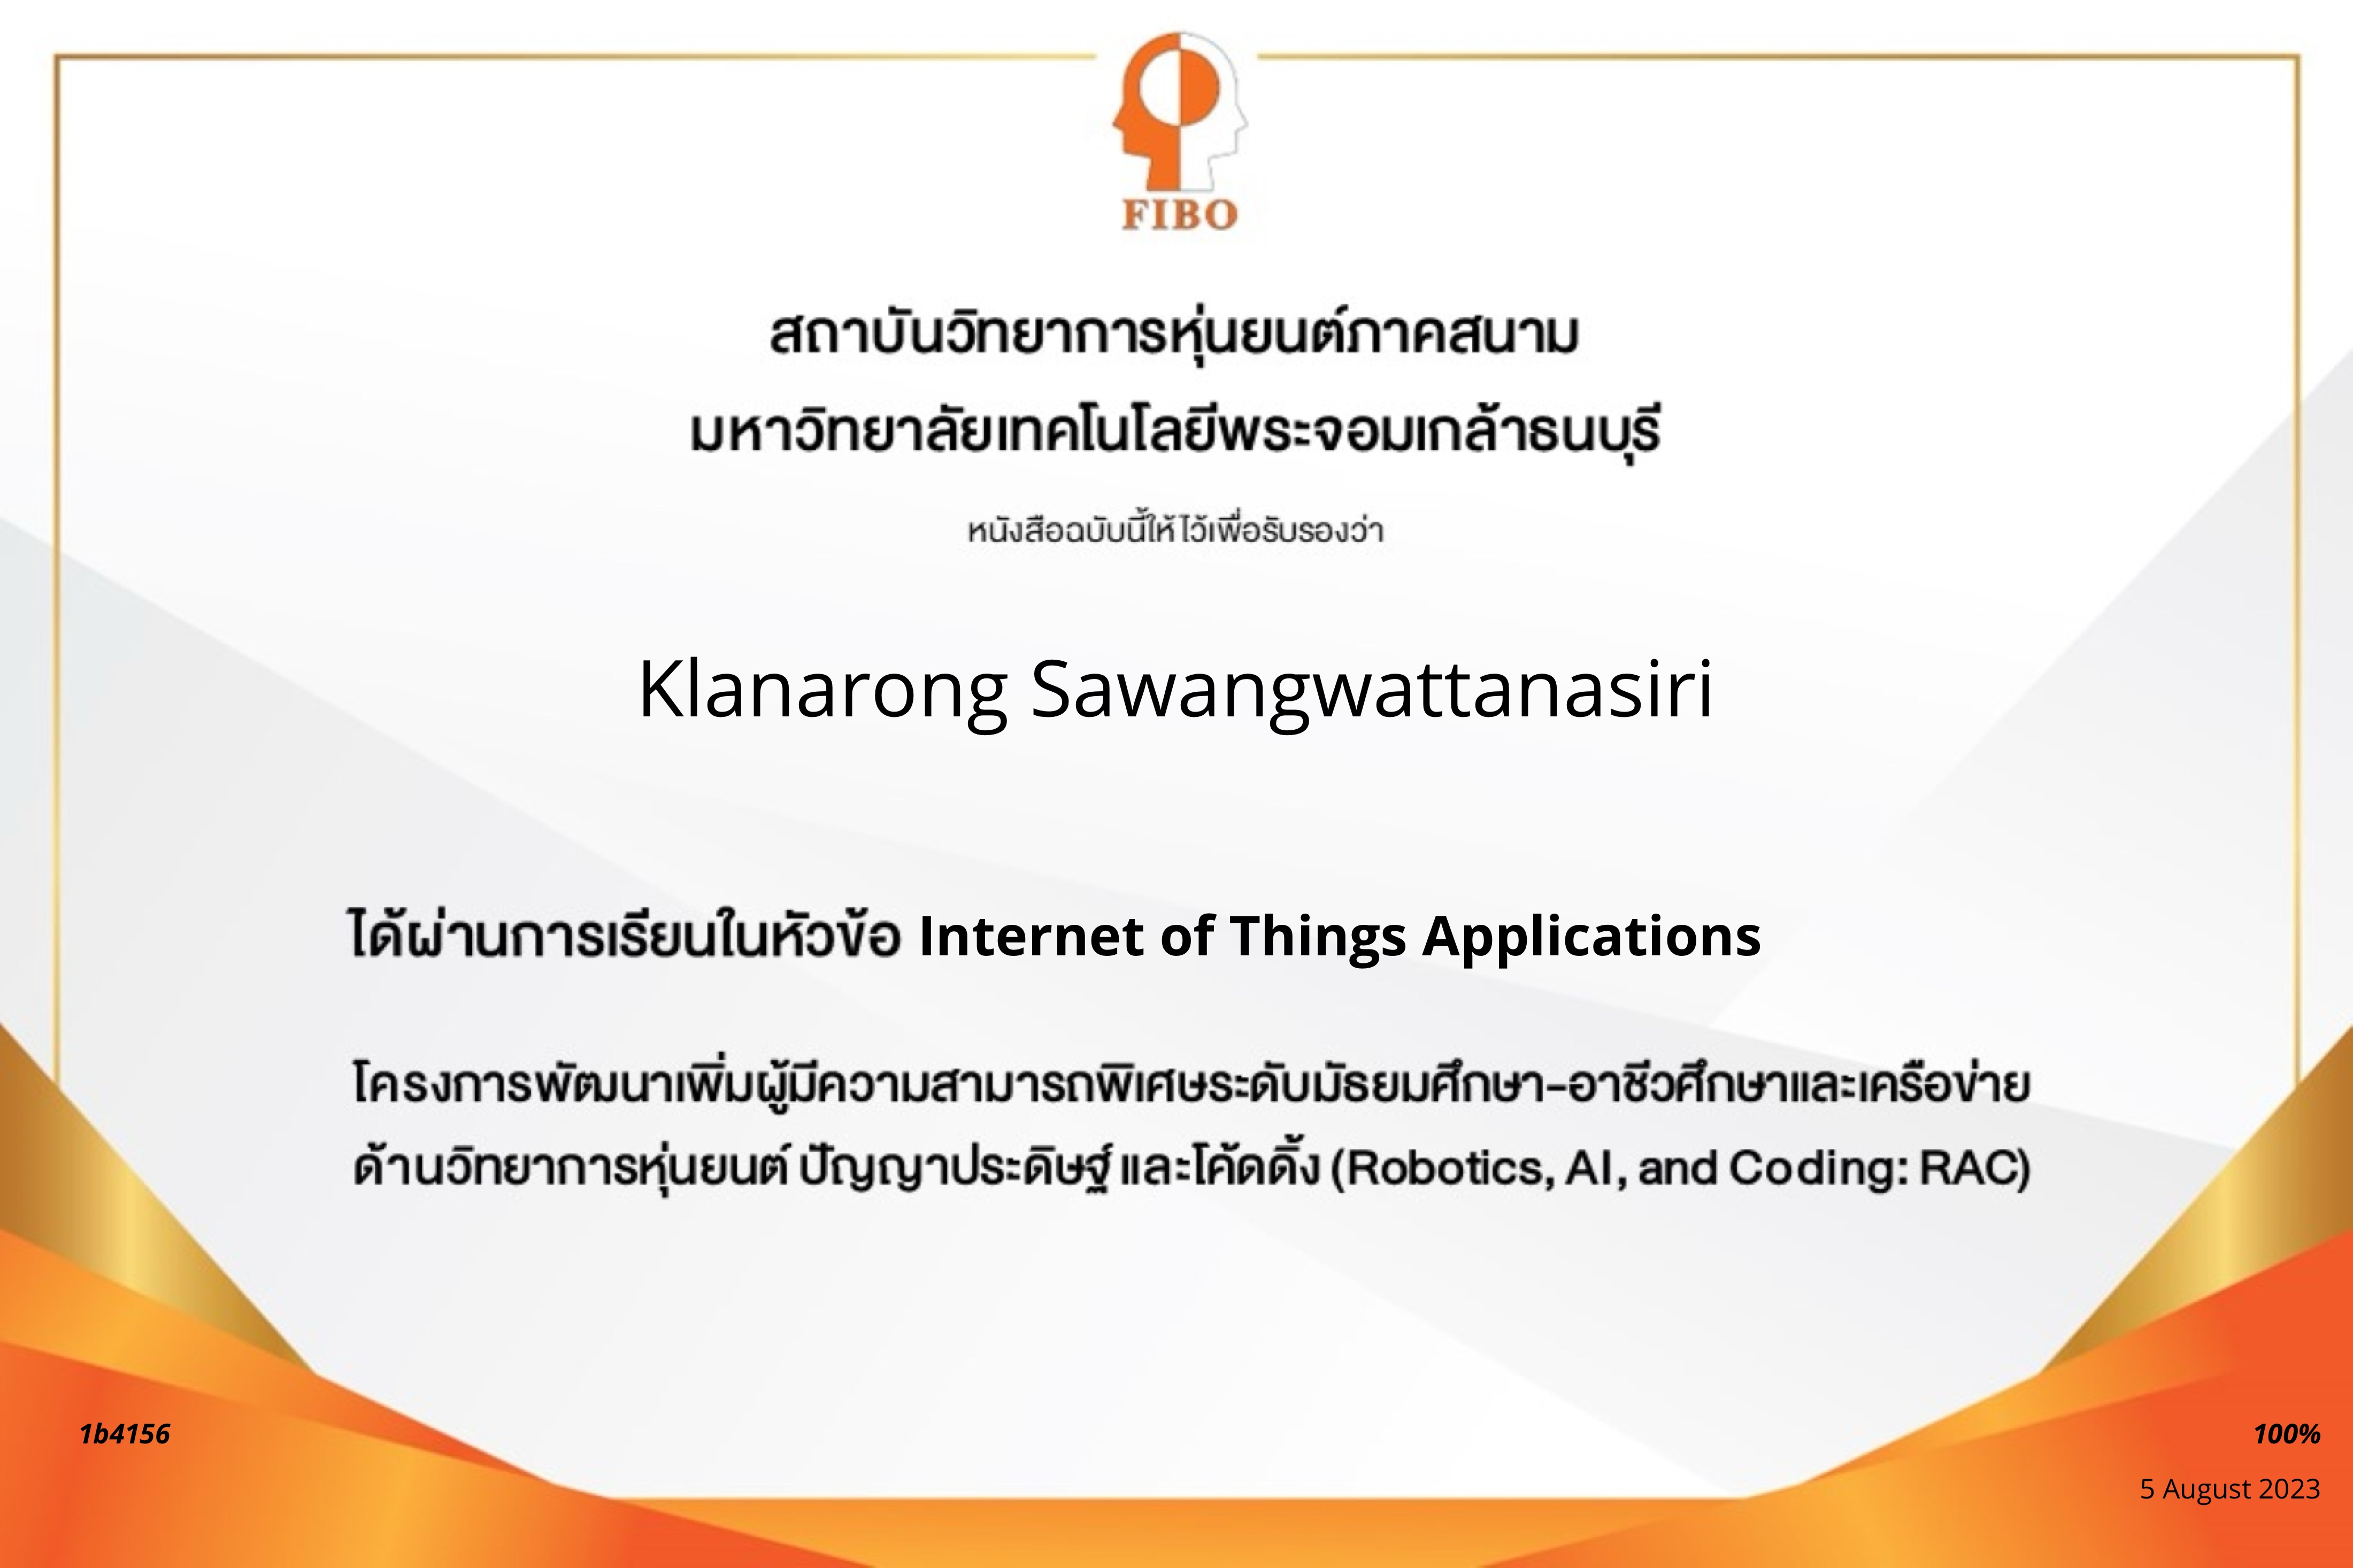 FIBO
สถาบันวิทยาการหุ่นยนต์ภาคสนาม
มหาวิทยาลัยเทคโนโลยีพระจอมเกล้าธนบุรี
หนังสือฉบับนี้ให้ไว้เพื่อรับรองว่า
Klanarong Sawangwattanasiri
ได้ผ่านการเรียนในหัวข้อ Internet of Things Applications
โครงการพัฒนาเพิ่มผู้มีความสามารถพิเศษระดับมัธยมศึกษา-อาชีวศึกษาและเครือข่าย
ด้านวิทยาการหุ่นยนต์ ปัญญาประดิษฐ์ และโค้ดดิ้ง (Robotics, AI, and Coding: RAC)
1b4156
100%
5 August 2023